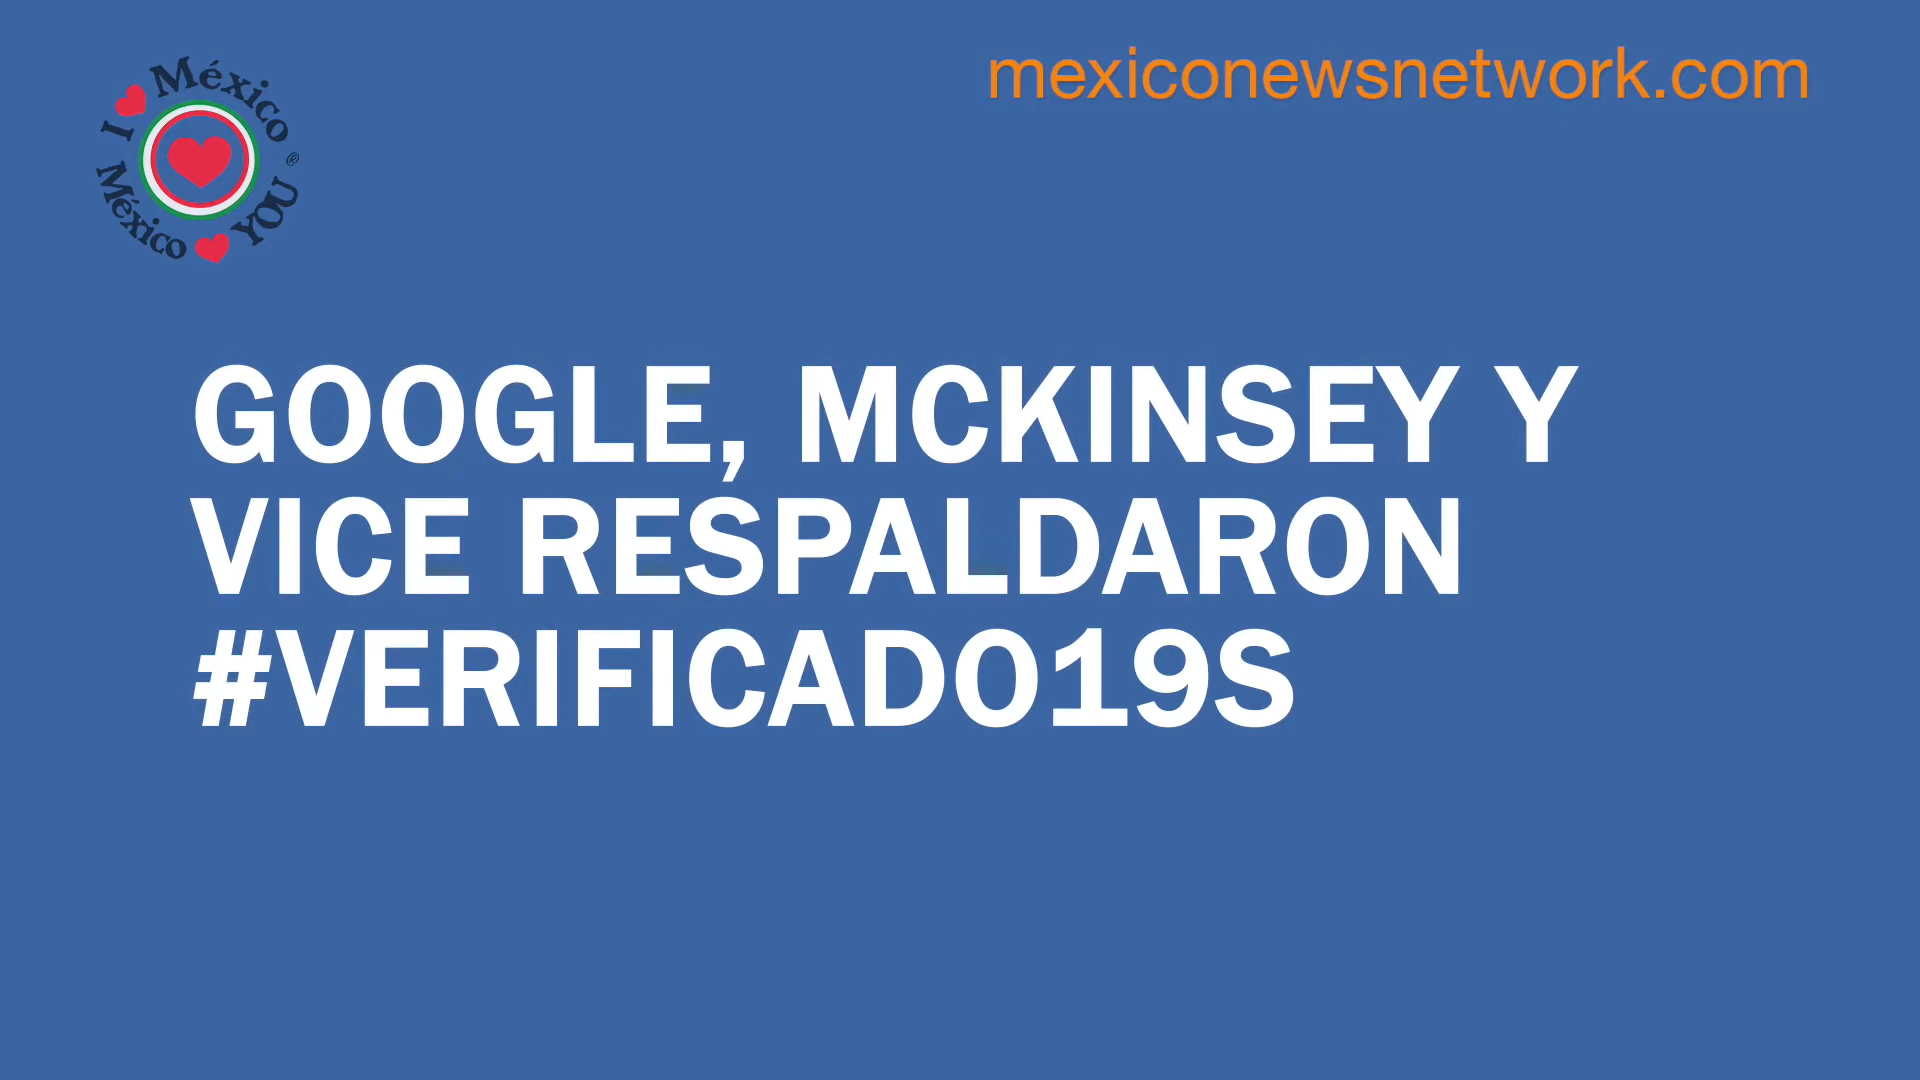 I México ®
México YOU
mexiconewsnetwork.com
GOOGLE, MCKINSEY Y
VICE RESPALDARON
#VERIFICADO19S